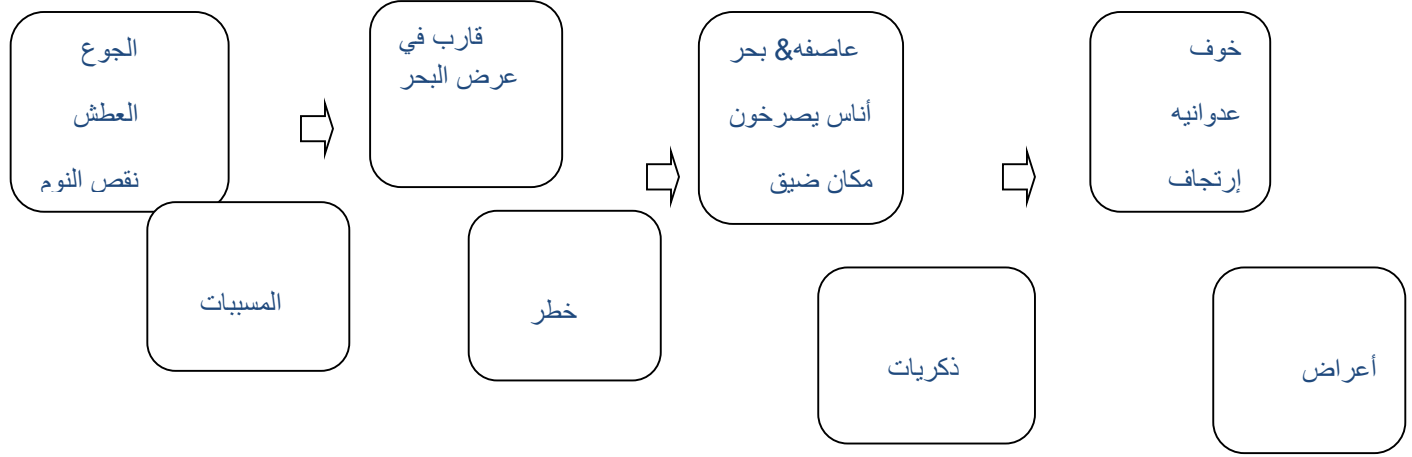 الجوع
العطش
نقص النوم
المسببات
قارب في
عرض البحر
خطر
عاصفه& بحر
أناس يصرخون
مكان ضيق
ذكريات
خوف
عدوانيه
إرتجاف
أعراض